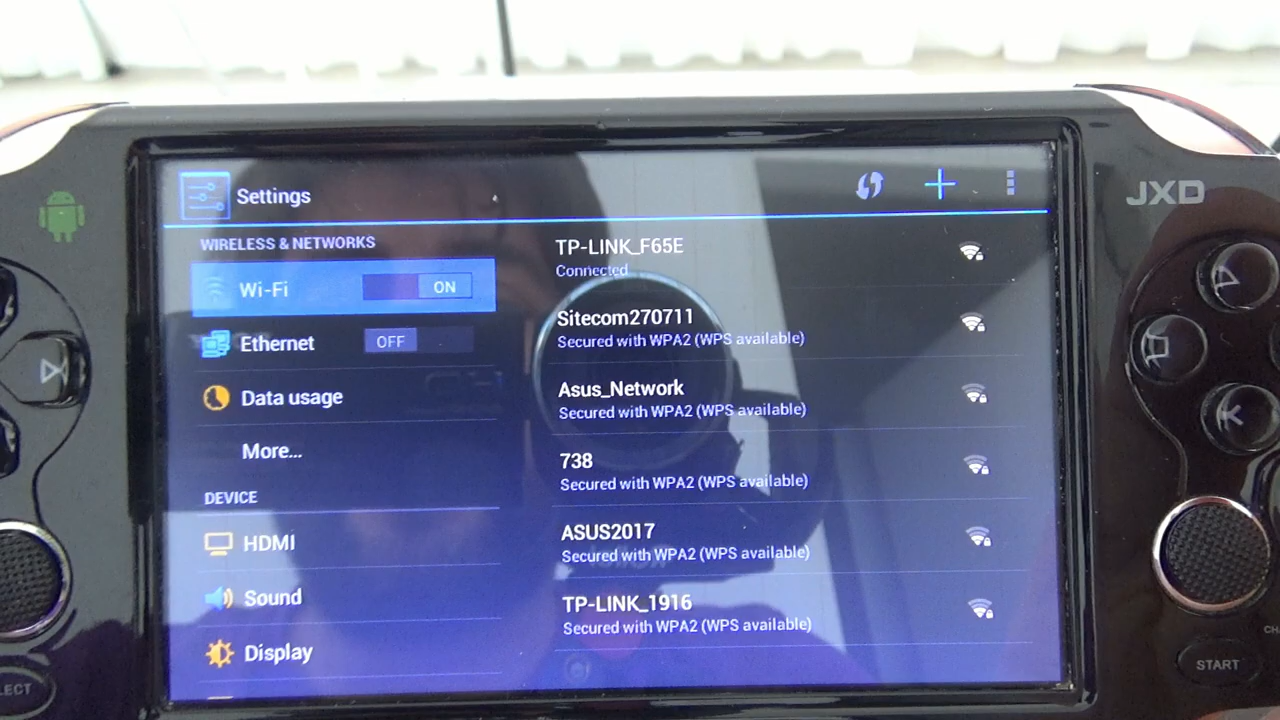 JXD
Settings
WIRELESS & NETWORKS
Wi-Fi ON
Ethernet OFF
Data usage
More...
DEVICE
HDMI
Sound
Display
TP-LINK_F65E
Connected
Sitecom270711
Secured with WPA2 (WPS available)
Asus_Network
Secured with WPA2 (WPS available)
738
Secured with WPA2 (WPS available)
ASUS2017
Secured with WPA2 (WPS available)
TP-LINK_1916
Secured with WPA2 (WPS available)
LECT
START
CH